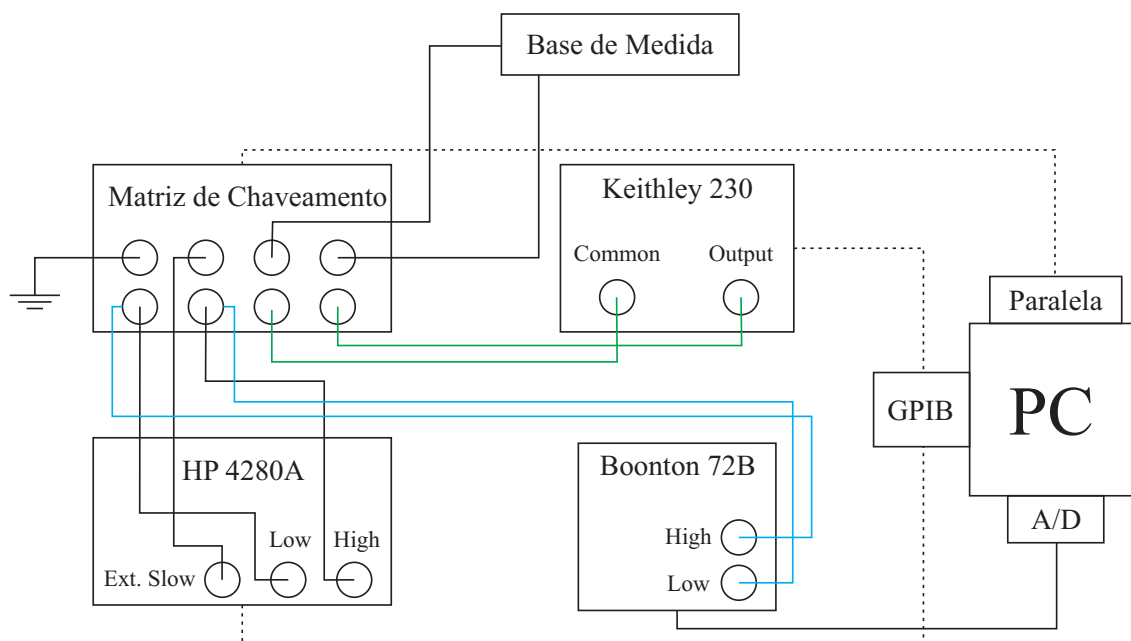 Base de Medida
Matriz de Chaveamento
Keithley 230
Common
Output
Paralela
GPIB
PC
HP 4280A
Boonton 72B
A/D
Low
High
High
Ext. Slow
Low